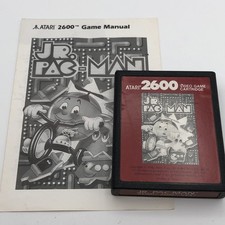 ATARI 2600™ Game Manual
JR.
PAC MAN
ATARI 2600 VIDEO GAME
CARTRIDGE
JR.
PAC MAN